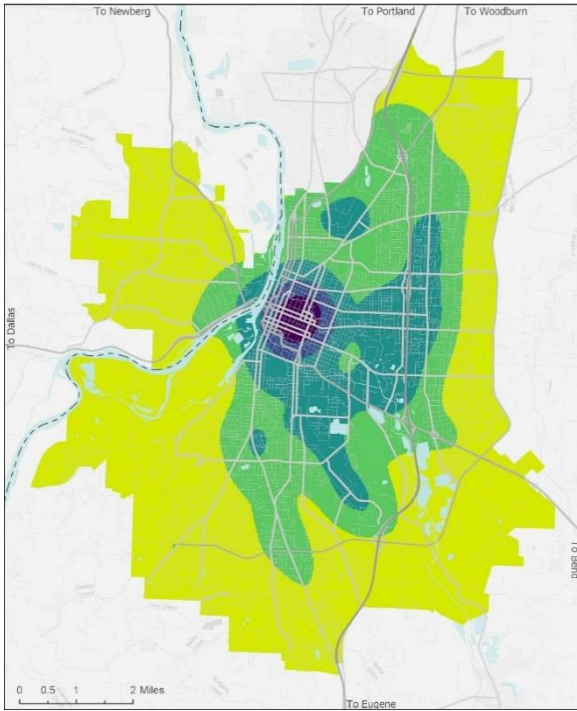 To Newberg
To Portland
To Woodburn
To Dallas
To Bend
0 0.5 1 2 Miles
To Eugene